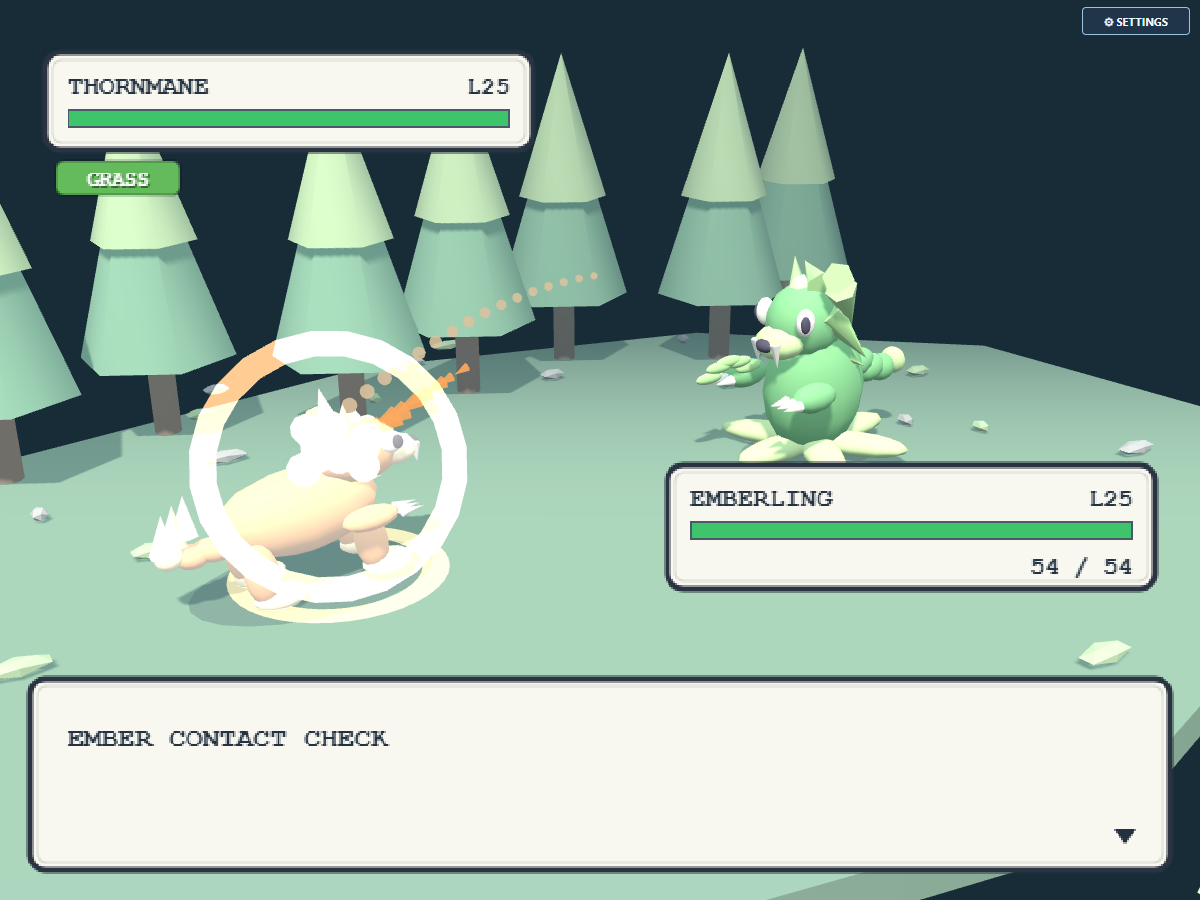 ⚙ SETTINGS
THORNMANE L25
GRASS
EMBERLING L25
54 / 54
EMBER CONTACT CHECK